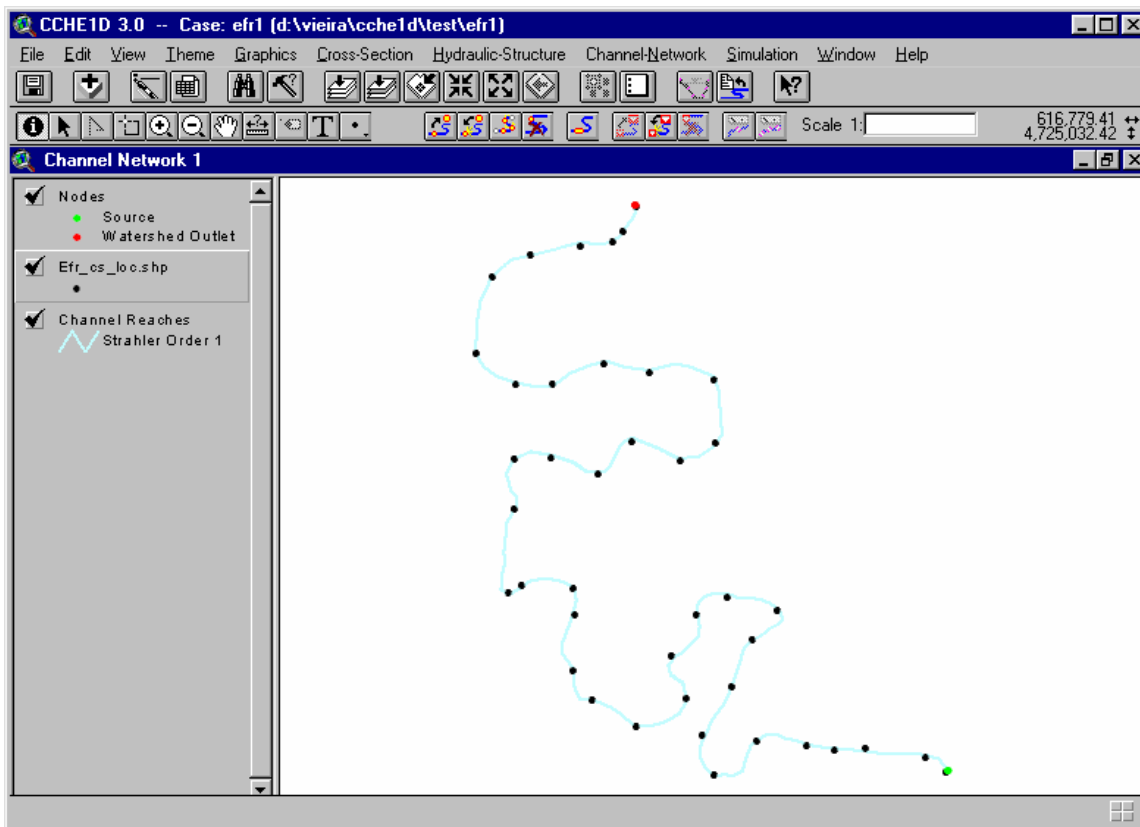 CCHE1D 3.0 -- Case: efr1 (d:\vieira\cche1d\test\efr1)
File Edit View Theme Graphics Cross-Section Hydraulic-Structure Channel-Network Simulation Window Help
T Scale 1: 616,779.41
4,725,032.42
Channel Network 1
Nodes
Source
Watershed Outlet
Efr_cs_loc.shp
Channel Reaches
Strahler Order 1